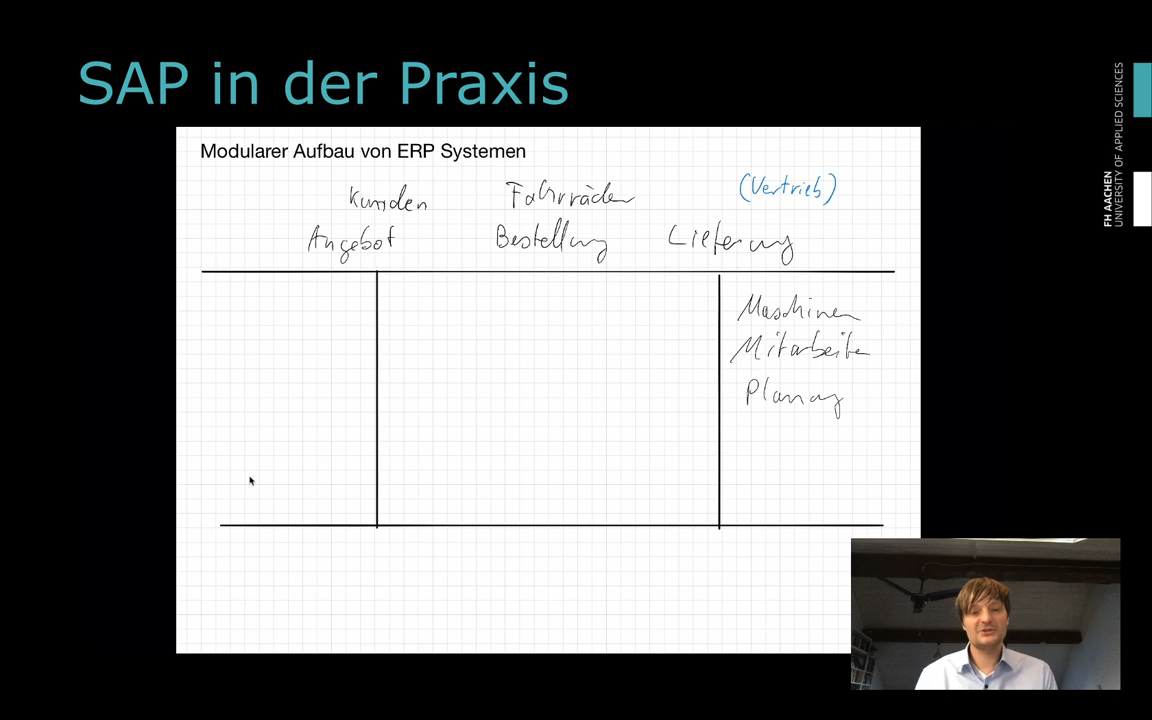 SAP in der Praxis
Modularer Aufbau von ERP Systemen
Kunden Fahrräder (Vertrieb)
Angebot Bestellung Lieferung
Maschinen
Mitarbeiter
Planung
FH AACHEN
UNIVERSITY OF APPLIED SCIENCES